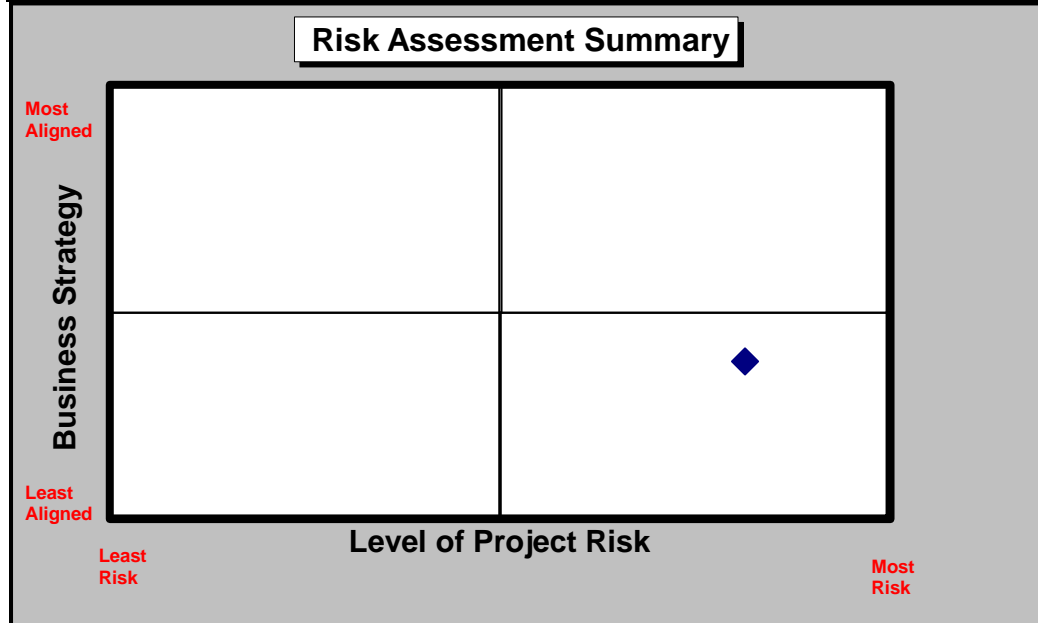 Risk Assessment Summary
Most
Aligned
Business Strategy
Least
Aligned
Level of Project Risk
Least
Risk
Most
Risk